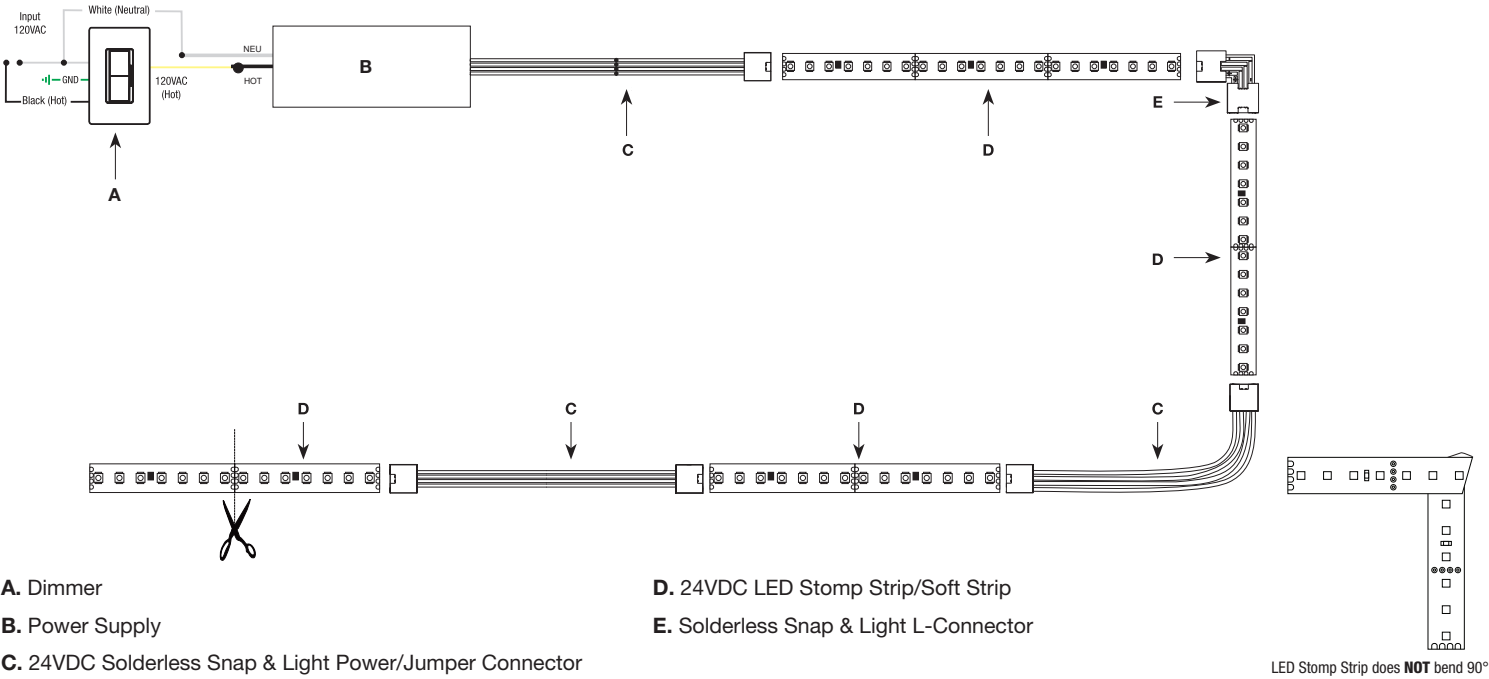 Input
120VAC
White (Neutral)
GND
Black (Hot)
120VAC
(Hot)
NEU
HOT
B
A
C
D
E
D
D
C
D
C
A. Dimmer
B. Power Supply
C. 24VDC Solderless Snap & Light Power/Jumper Connector
D. 24VDC LED Stomp Strip/Soft Strip
E. Solderless Snap & Light L-Connector
LED Stomp Strip does NOT bend 90°